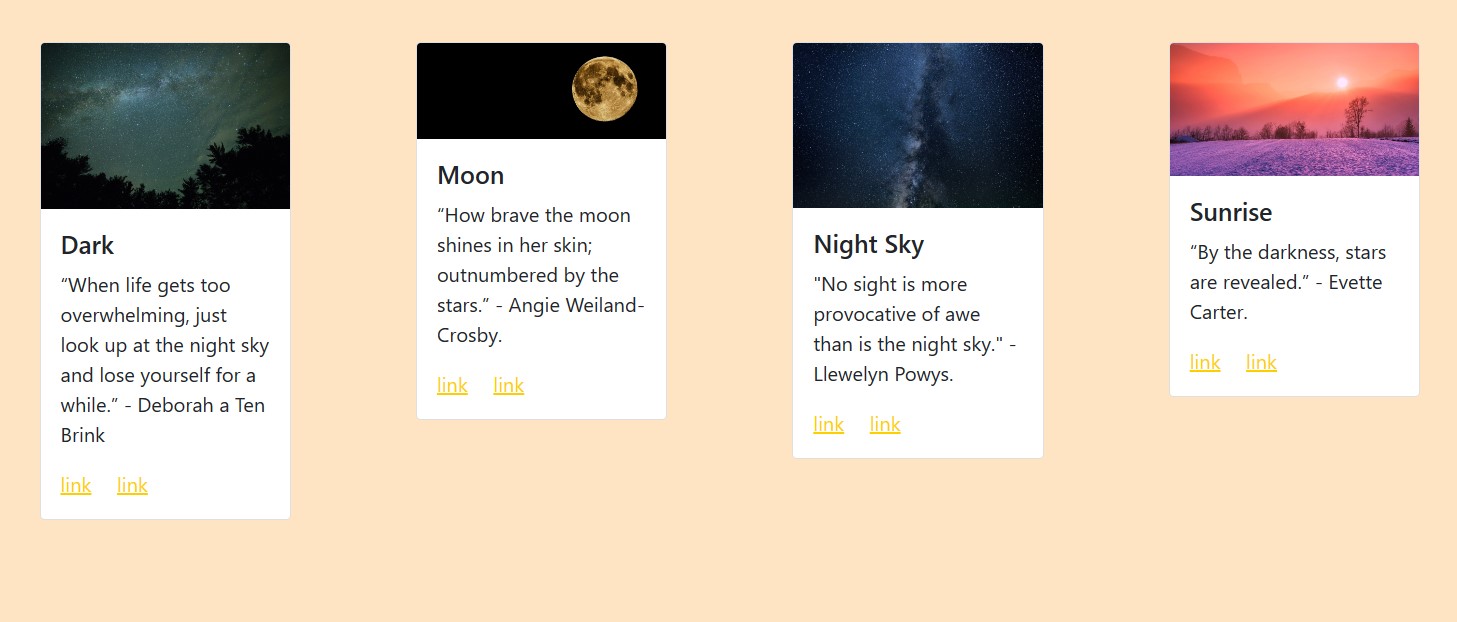 Dark
“When life gets too
overwhelming, just
look up at the night sky
and lose yourself for a
while.” - Deborah a Ten
Brink
link link
Moon
“How brave the moon
shines in her skin;
outnumbered by the
stars.” - Angie Weiland-
Crosby.
link link
Night Sky
"No sight is more
provocative of awe
than is the night sky." -
Llewelyn Powys.
link link
Sunrise
“By the darkness, stars
are revealed.” - Evette
Carter.
link link